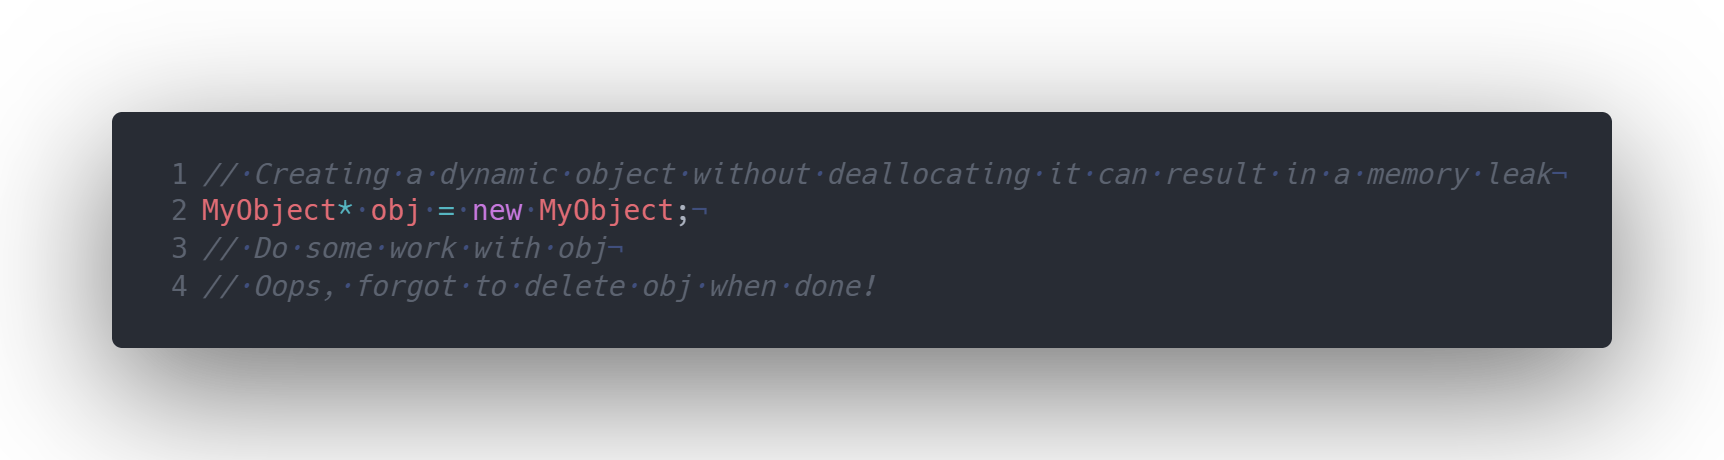 1 // Creating a dynamic object without deallocating it can result in a memory leak¬
2 MyObject* obj = new MyObject;¬
3 // Do some work with obj¬
4 // Oops, forgot to delete obj when done!